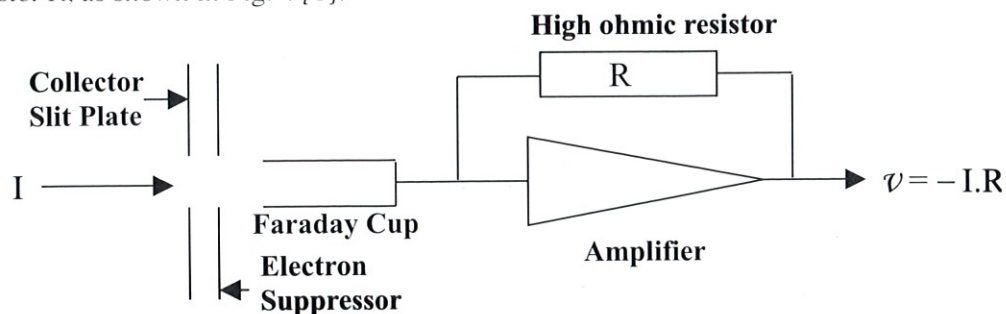 High ohmic resistor
Collector
Slit Plate
R
I
v = – I.R
Faraday Cup
Amplifier
Electron
Suppressor